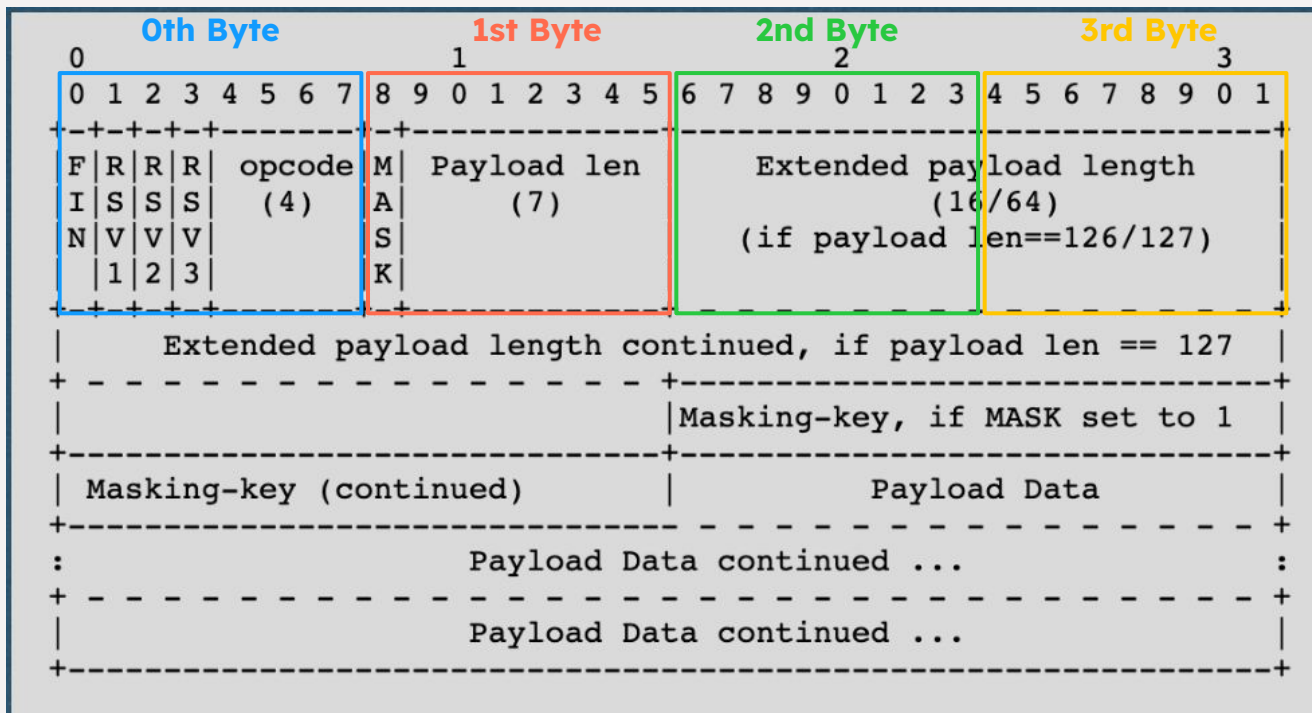 0th Byte 1st Byte 2nd Byte 3rd Byte
0 1 2 3
0 1 2 3 4 5 6 7 8 9 0 1 2 3 4 5 6 7 8 9 0 1 2 3 4 5 6 7 8 9 0 1
+-+-+-+-+-------+-+-------------+-------------------------------+
|F|R|R|R| opcode|M| Payload len | Extended payload length |
|I|S|S|S| (4) |A| (7) | (16/64) |
|N|V|V|V| |S| | (if payload len==126/127) |
| |1|2|3| |K| | |
+-+-+-+-+-------+-+-------------+ - - - - - - - - - - - - - - - +
| Extended payload length continued, if payload len == 127 |
+ - - - - - - - - - - - - - - - +-------------------------------+
| |Masking-key, if MASK set to 1 |
+-------------------------------+-------------------------------+
| Masking-key (continued) | Payload Data |
+-------------------------------- - - - - - - - - - - - - - - - +
: Payload Data continued ... :
+ - - - - - - - - - - - - - - - - - - - - - - - - - - - - - - - +
| Payload Data continued ... |
+---------------------------------------------------------------+